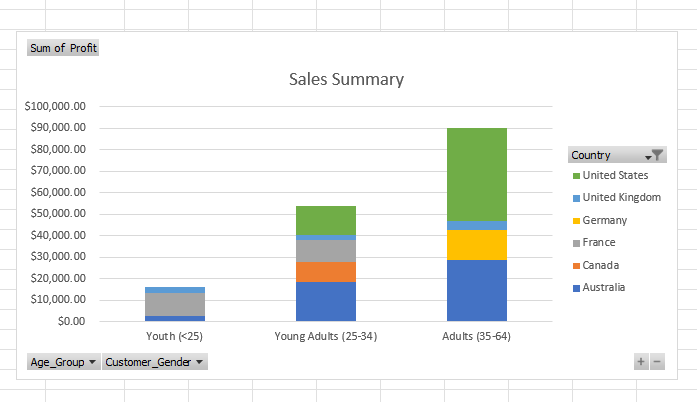 Sum of Profit
Sales Summary
$100,000.00
$90,000.00
$80,000.00
$70,000.00
$60,000.00
$50,000.00
$40,000.00
$30,000.00
$20,000.00
$10,000.00
$0.00
Youth (<25)
Young Adults (25-34)
Adults (35-64)
Country
United States
United Kingdom
Germany
France
Canada
Australia
Age_Group
Customer_Gender
+ −